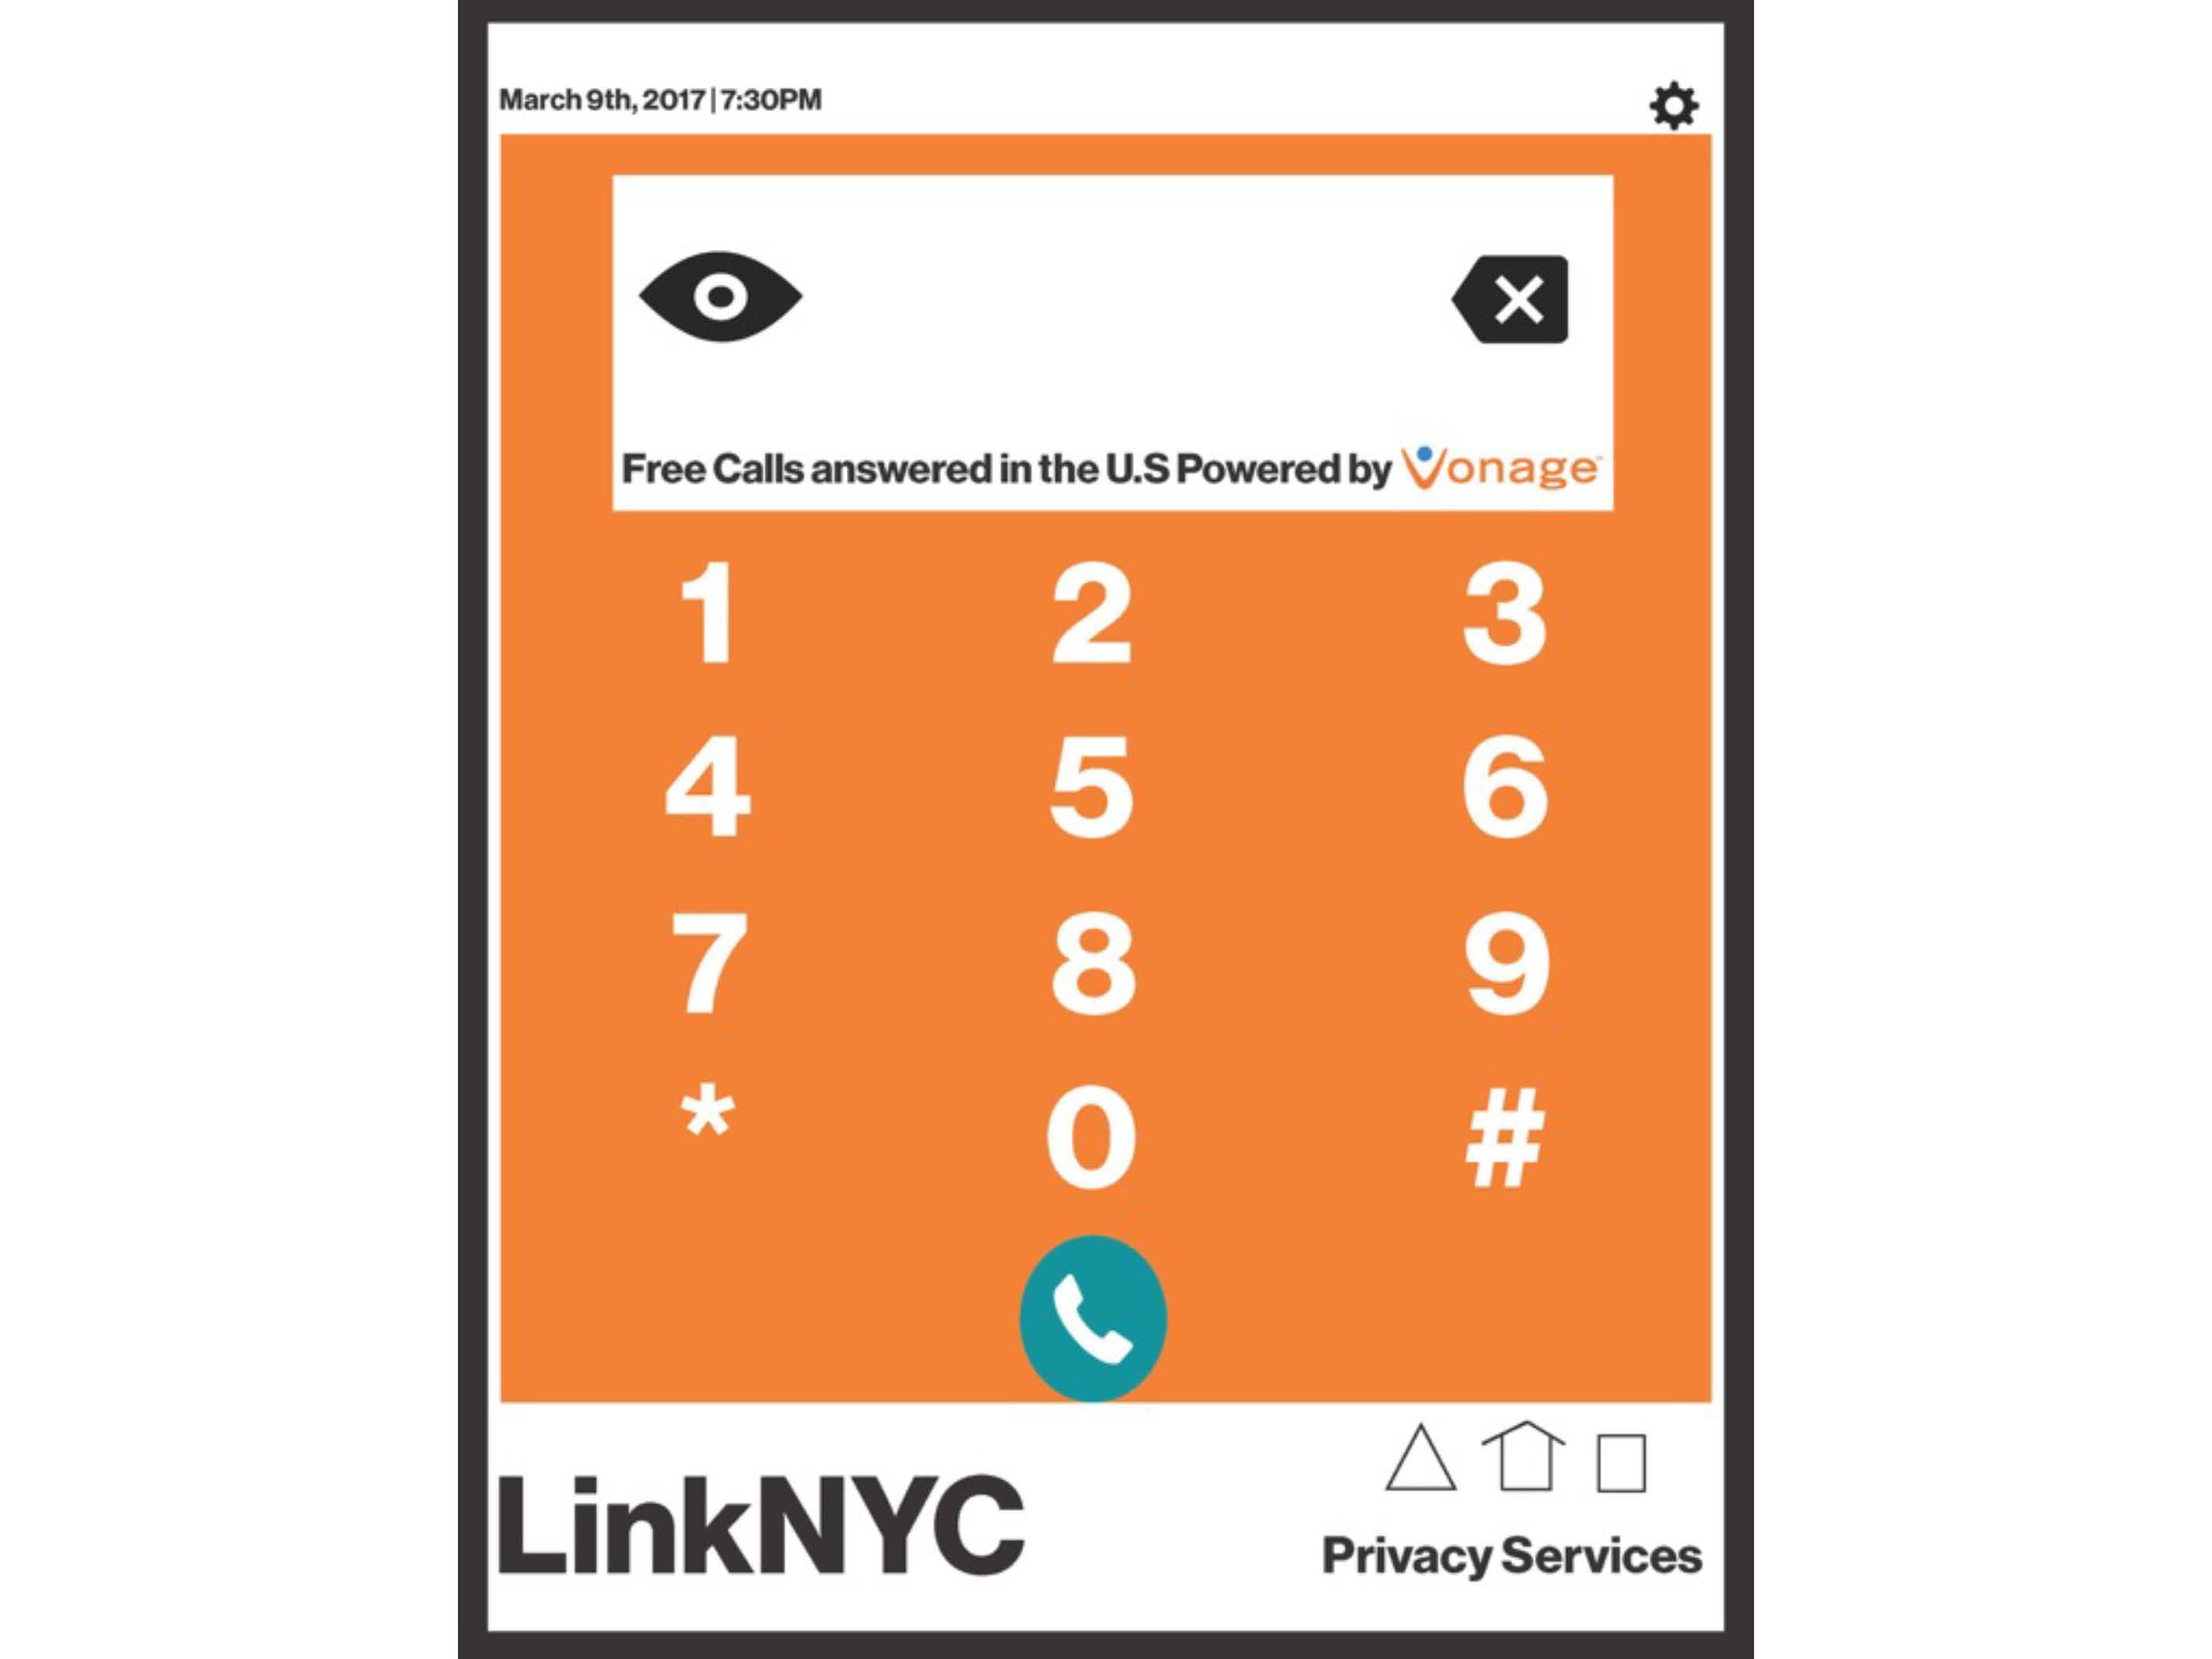 March 9th, 2017 | 7:30PM
Free Calls answered in the U.S Powered by Vonage
1 2 3
4 5 6
7 8 9
* 0 #
LinkNYC
Privacy Services